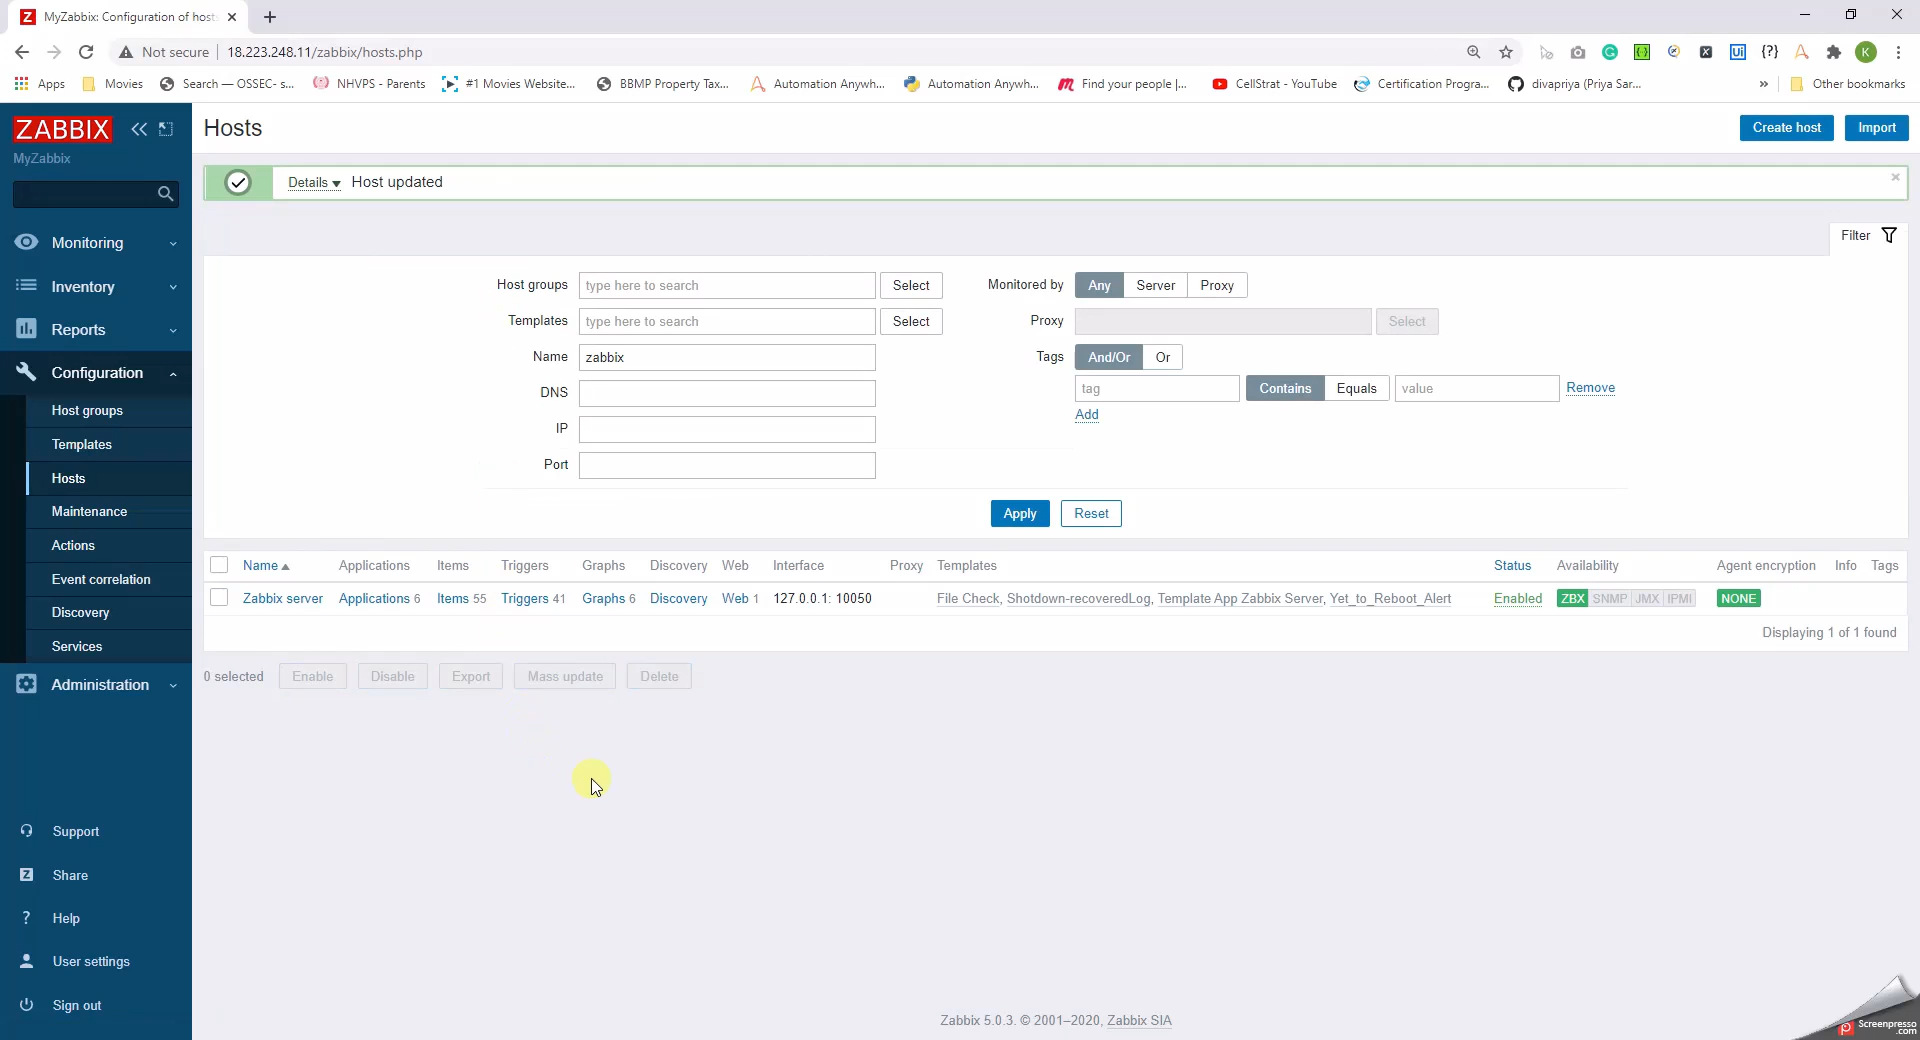 MyZabbix: Configuration of hosts
Not secure 18.223.248.11/zabbix/hosts.php
Apps Movies Search — OSSEC- s... NHVPS - Parents #1 Movies Website... BBMP Property Tax... Automation Anywh... Automation Anywh... Find your people |... CellStrat - YouTube Certification Progra... divapriya (Priya Sar... » Other bookmarks
ZABBIX
MyZabbix
Hosts
Create host Import
Details Host updated
Filter
Monitoring
Inventory
Reports
Configuration
Host groups
Templates
Hosts
Maintenance
Actions
Event correlation
Discovery
Services
Administration
Support
Share
Help
User settings
Sign out
Host groups type here to search Select
Templates type here to search Select
Name zabbix
DNS
IP
Port
Monitored by Any Server Proxy
Proxy Select
Tags And/Or Or
tag Contains Equals value Remove
Add
Apply Reset
Name Applications Items Triggers Graphs Discovery Web Interface Proxy Templates Status Availability Agent encryption Info Tags
Zabbix server Applications 6 Items 55 Triggers 41 Graphs 6 Discovery Web 1 127.0.0.1: 10050 File Check, Shotdown-recoveredLog, Template App Zabbix Server, Yet_to_Reboot_Alert Enabled ZBX SNMP JMX IPMI NONE
Displaying 1 of 1 found
0 selected Enable Disable Export Mass update Delete
Zabbix 5.0.3. © 2001–2020, Zabbix SIA
Screenpresso
.com